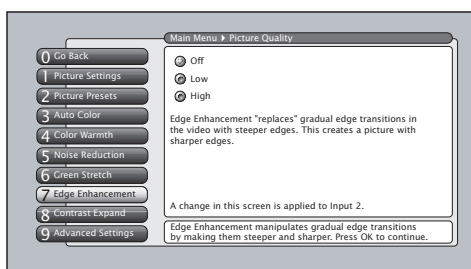 Main Menu ▶ Picture Quality
0 Go Back
1 Picture Settings
2 Picture Presets
3 Auto Color
4 Color Warmth
5 Noise Reduction
6 Green Stretch
7 Edge Enhancement
8 Contrast Expand
9 Advanced Settings
Off
Low
High
Edge Enhancement "replaces" gradual edge transitions in
the video with steeper edges. This creates a picture with
sharper edges.
A change in this screen is applied to Input 2.
Edge Enhancement manipulates gradual edge transitions
by making them steeper and sharper. Press OK to continue.